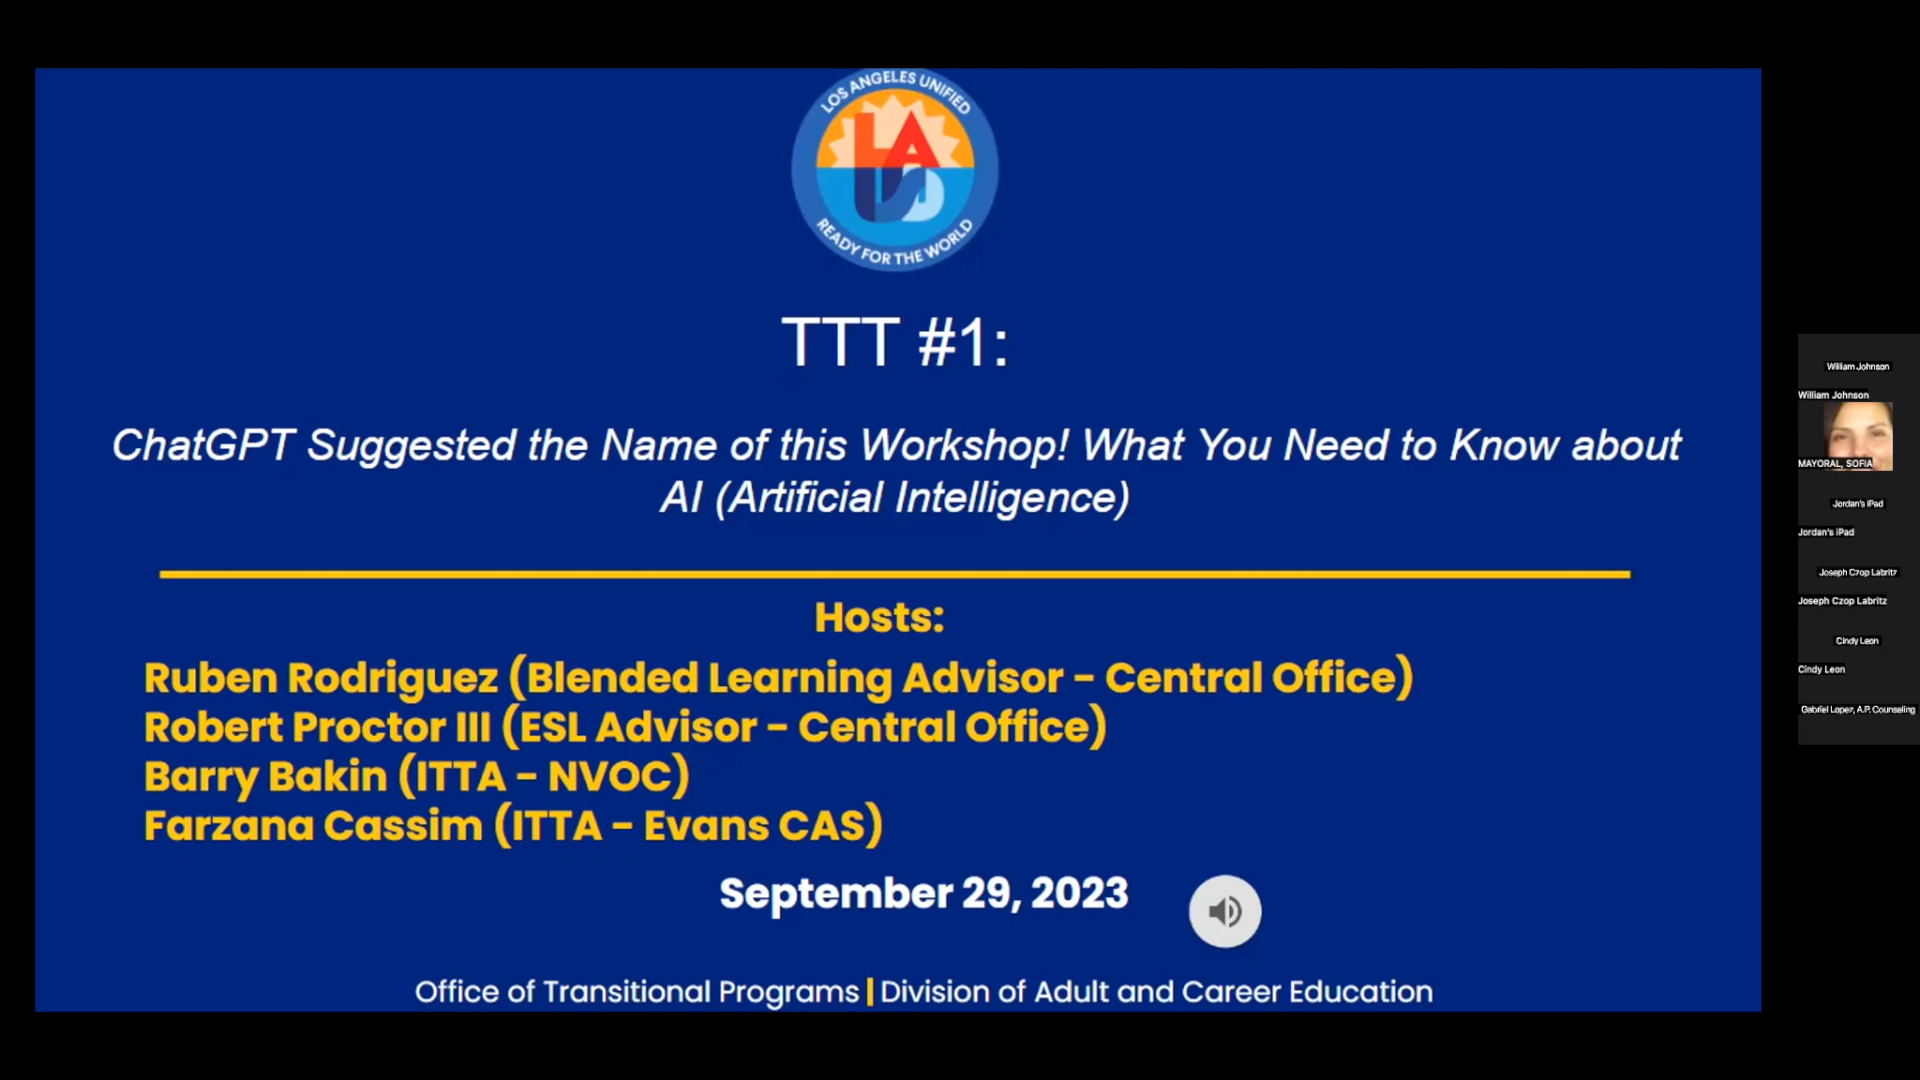 LOS ANGELES UNIFIED
LAUSD
READY FOR THE WORLD
TTT #1:
ChatGPT Suggested the Name of this Workshop! What You Need to Know about
AI (Artificial Intelligence)
Hosts:
Ruben Rodriguez (Blended Learning Advisor – Central Office)
Robert Proctor III (ESL Advisor – Central Office)
Barry Bakin (ITTA – NVOC)
Farzana Cassim (ITTA – Evans CAS)
September 29, 2023
Office of Transitional Programs | Division of Adult and Career Education
William Johnson
William Johnson
MAYORAL, SOFIA
Jordan's iPad
Jordan's iPad
Joseph Czop Labritz
Joseph Czop Labritz
Cindy Leon
Cindy Leon
Gabriel Lopez, A.P. Counseling